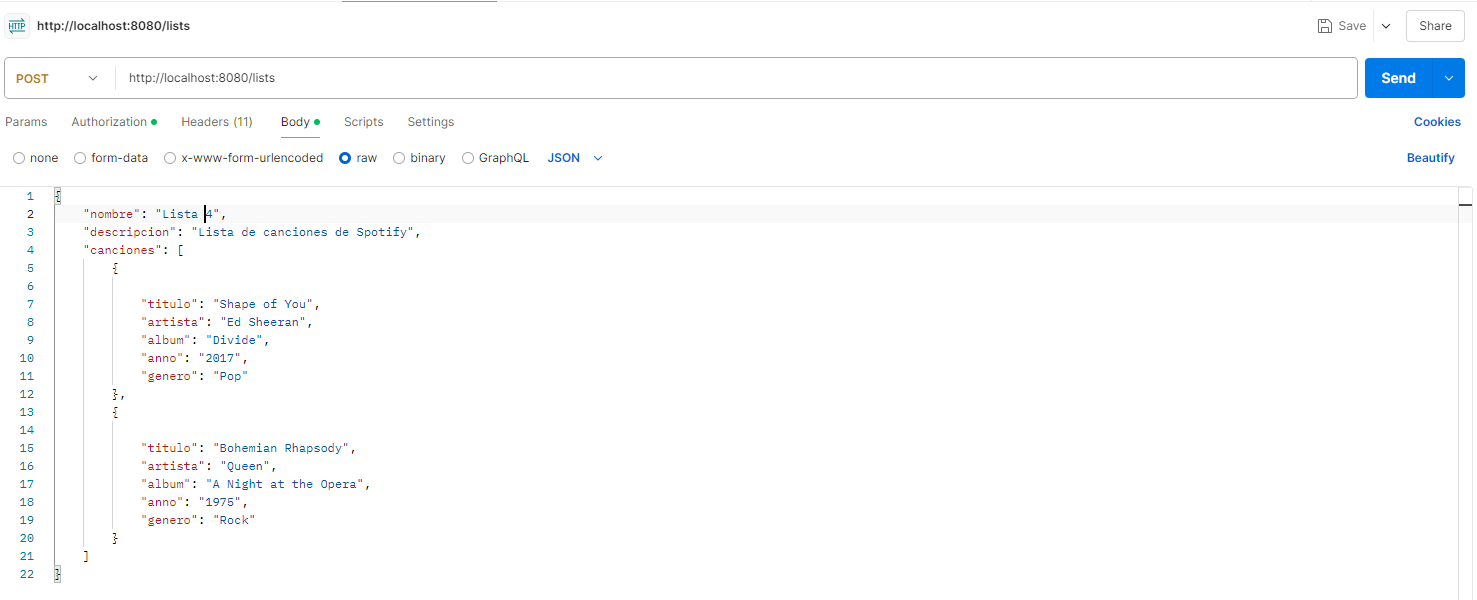 HTTP http://localhost:8080/lists Save Share
POST http://localhost:8080/lists Send
Params Authorization Headers (11) Body Scripts Settings Cookies
none form-data x-www-form-urlencoded raw binary GraphQL JSON Beautify
1 {
2 "nombre": "Lista 4",
3 "descripcion": "Lista de canciones de Spotify",
4 "canciones": [
5 {
6
7 "titulo": "Shape of You",
8 "artista": "Ed Sheeran",
9 "album": "Divide",
10 "anno": "2017",
11 "genero": "Pop"
12 },
13 {
14
15 "titulo": "Bohemian Rhapsody",
16 "artista": "Queen",
17 "album": "A Night at the Opera",
18 "anno": "1975",
19 "genero": "Rock"
20 }
21 ]
22 }